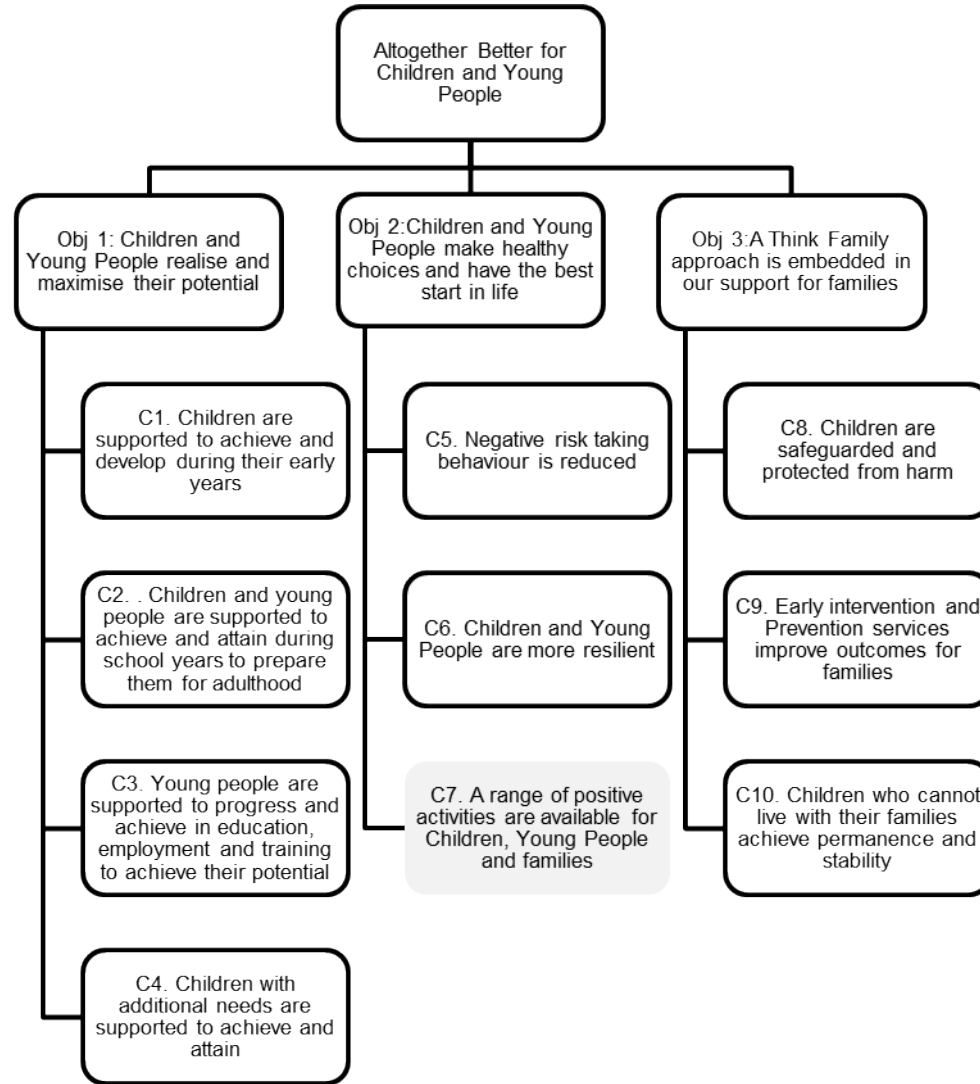 Altogether Better for
Children and Young
People
Obj 1: Children and
Young People realise and
maximise their potential
C1. Children are
supported to achieve and
develop during their early
years
C2. . Children and young
people are supported to
achieve and attain during
school years to prepare
them for adulthood
C3. Young people are
supported to progress and
achieve in education,
employment and training
to achieve their potential
C4. Children with
additional needs are
supported to achieve and
attain
Obj 2:Children and Young
People make healthy
choices and have the best
start in life
C5. Negative risk taking
behaviour is reduced
C6. Children and Young
People are more resilient
C7. A range of positive
activities are available for
Children, Young People
and families
Obj 3:A Think Family
approach is embedded in
our support for families
C8. Children are
safeguarded and
protected from harm
C9. Early intervention and
Prevention services
improve outcomes for
families
C10. Children who cannot
live with their families
achieve permanence and
stability